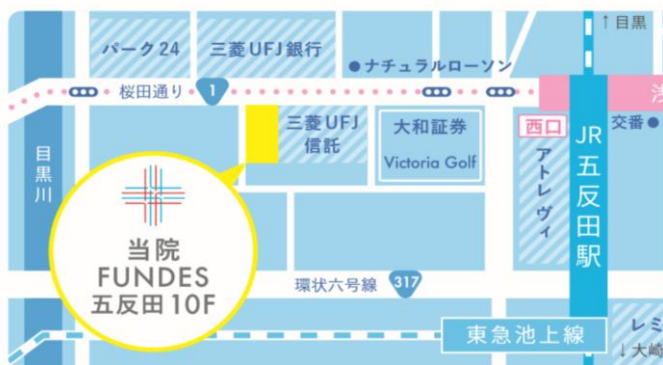 ↑目黒
パーク24
三菱UFJ銀行
ナチュラルローソン
桜田通り
1
浅
三菱UFJ
信託
大和証券
Victoria Golf
西口
アトレヴィ
JR五反田駅
交番
目黒川
当院
FUNDES
五反田10F
環状六号線
317
東急池上線
レミ
↓大崎